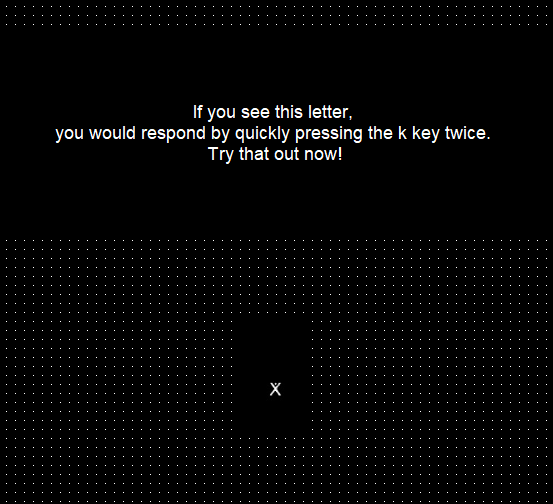 If you see this letter,
you would respond by quickly pressing the k key twice.
Try that out now!
Ẍ